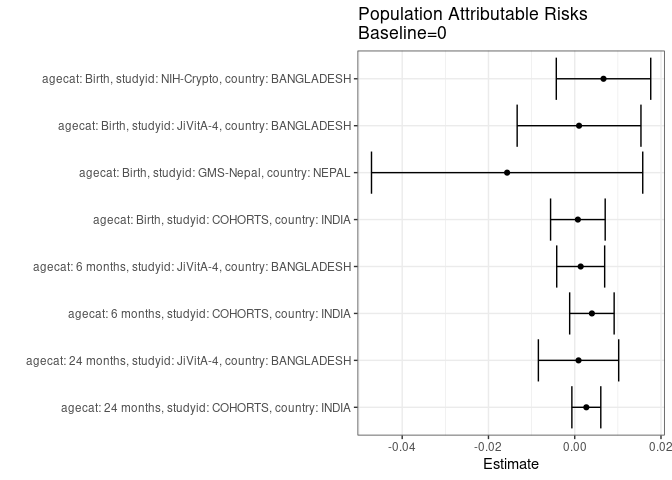 Population Attributable Risks
Baseline=0
agecat: Birth, studyid: NIH-Crypto, country: BANGLADESH
agecat: Birth, studyid: JiVitA-4, country: BANGLADESH
agecat: Birth, studyid: GMS-Nepal, country: NEPAL
agecat: Birth, studyid: COHORTS, country: INDIA
agecat: 6 months, studyid: JiVitA-4, country: BANGLADESH
agecat: 6 months, studyid: COHORTS, country: INDIA
agecat: 24 months, studyid: JiVitA-4, country: BANGLADESH
agecat: 24 months, studyid: COHORTS, country: INDIA
-0.04 -0.02 0.00 0.02
Estimate